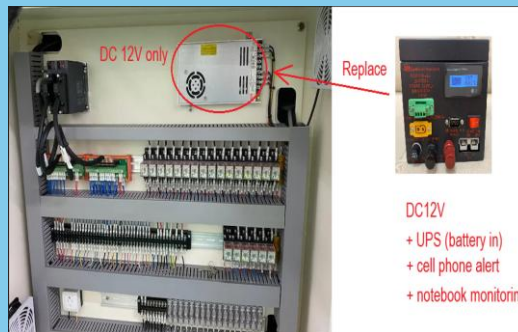 DC 12V only
Replace
DC12V
+ UPS (battery in)
+ cell phone alert
+ notebook monitorin